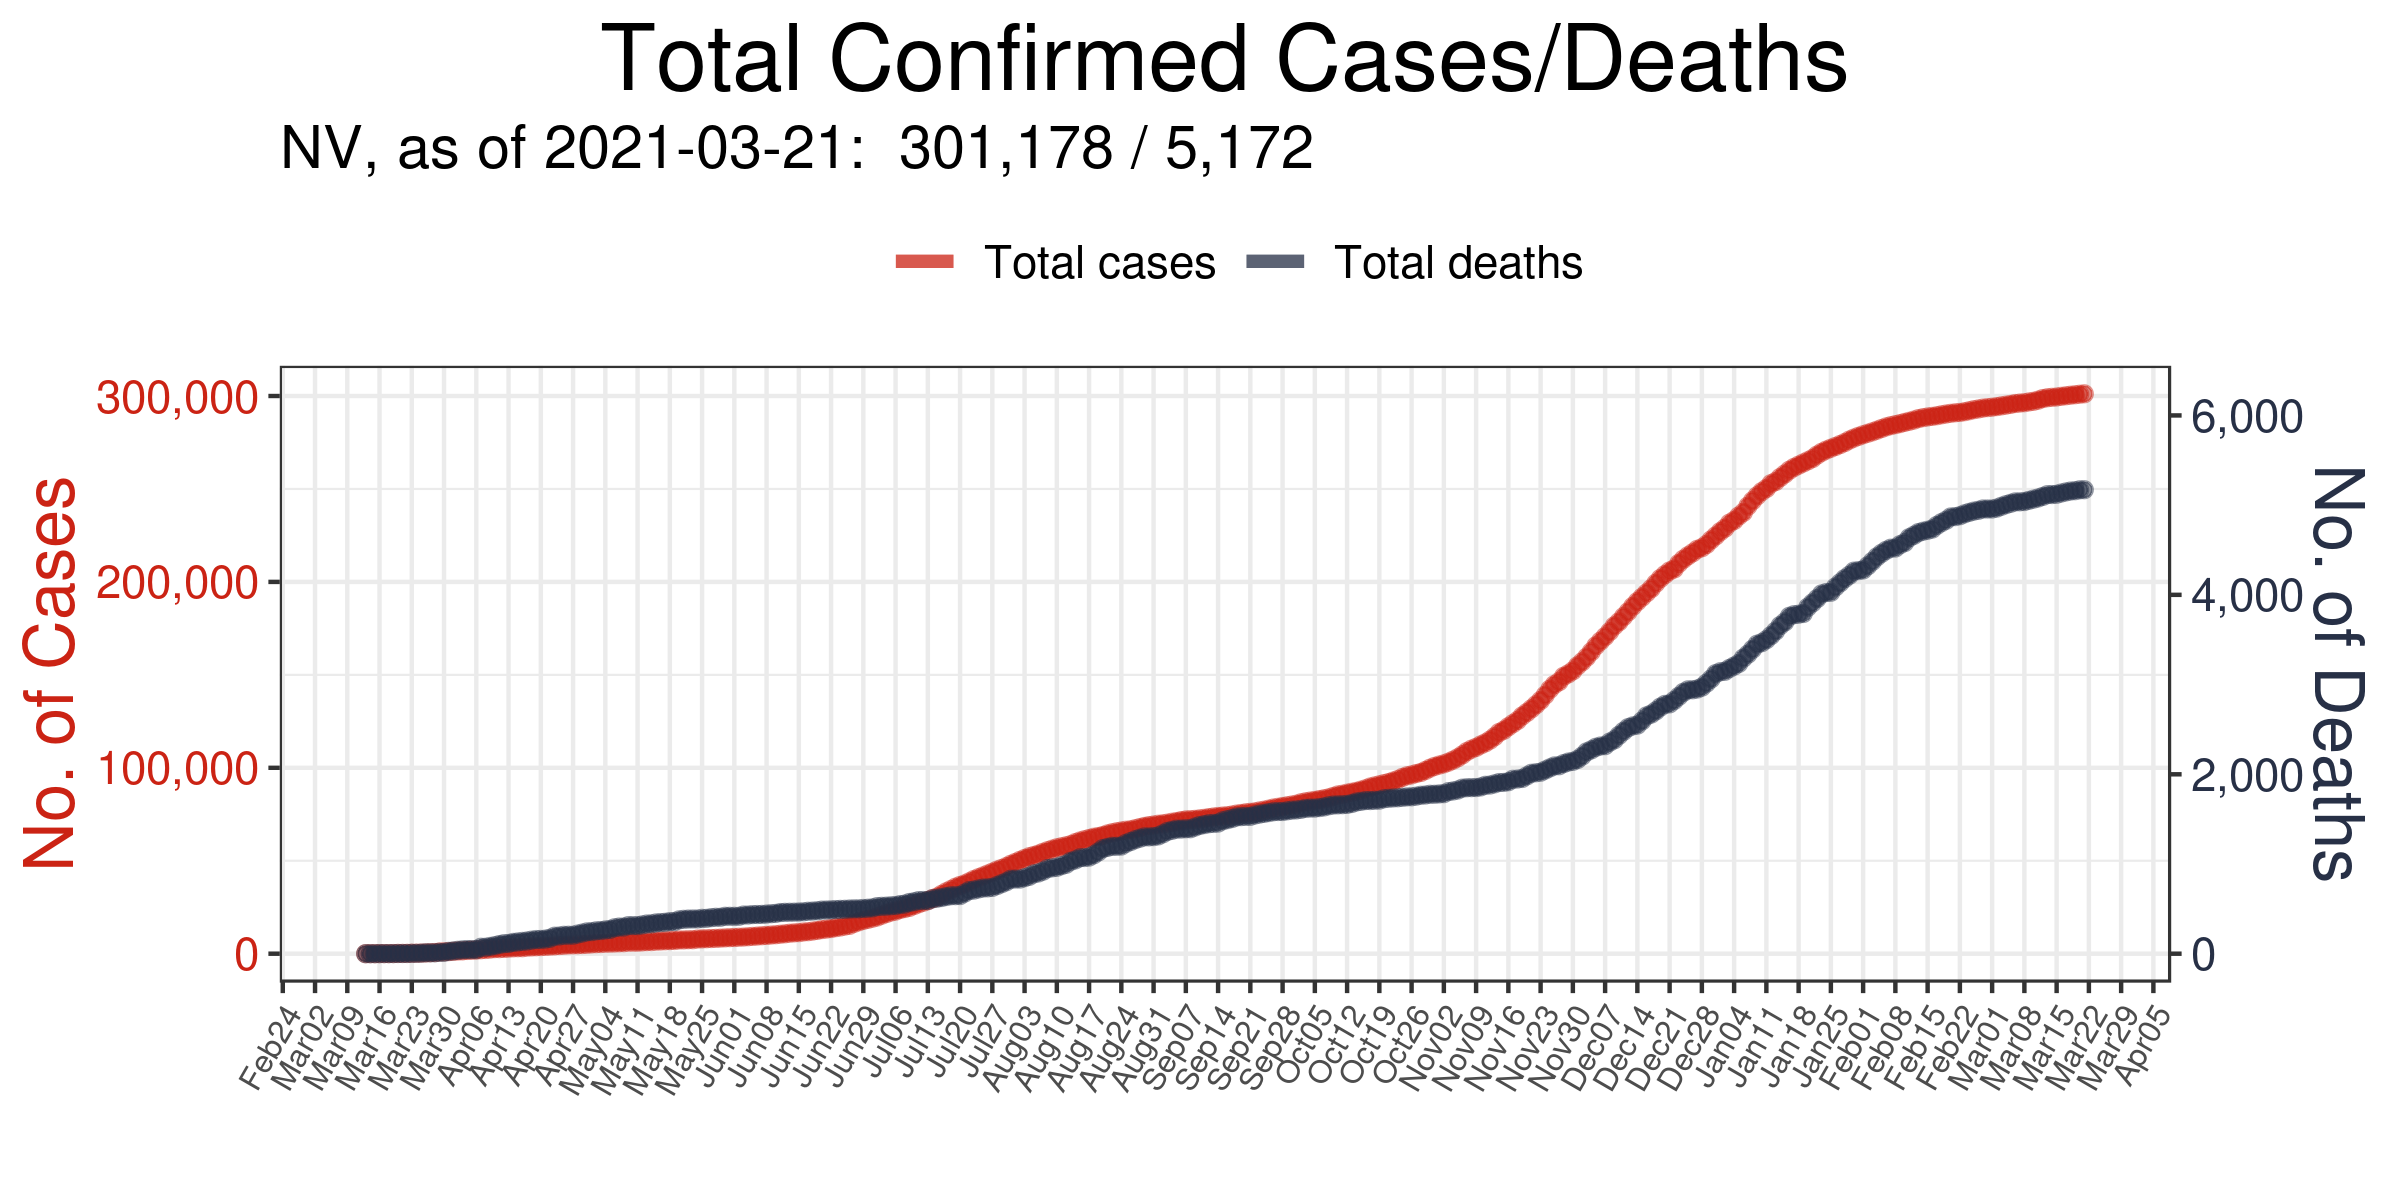 Total Confirmed Cases/Deaths
NV, as of 2021-03-21:  301,178 / 5,172
Total cases
Total deaths
No. of Cases
300,000
200,000
100,000
0
6,000
4,000
2,000
0
No. of Deaths
Feb24
Mar02
Mar09
Mar16
Mar23
Mar30
Apr06
Apr13
Apr20
Apr27
May04
May11
May18
May25
Jun01
Jun08
Jun15
Jun22
Jun29
Jul06
Jul13
Jul20
Jul27
Aug03
Aug10
Aug17
Aug24
Aug31
Sep07
Sep14
Sep21
Sep28
Oct05
Oct12
Oct19
Oct26
Nov02
Nov09
Nov16
Nov23
Nov30
Dec07
Dec14
Dec21
Dec28
Jan04
Jan11
Jan18
Jan25
Feb01
Feb08
Feb15
Feb22
Mar01
Mar08
Mar15
Mar22
Mar29
Apr05